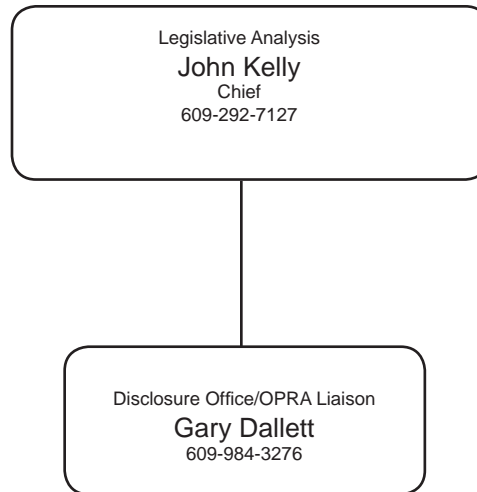 Legislative Analysis
John Kelly
Chief
609-292-7127
Disclosure Office/OPRA Liaison
Gary Dallett
609-984-3276